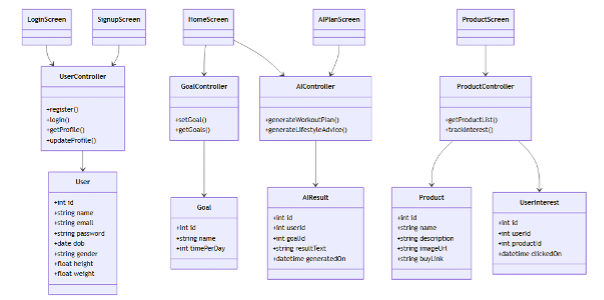 LoginScreen
SignupScreen
HomeScreen
AIPlanScreen
ProductScreen
UserController
+register()
+login()
+getProfile()
+updateProfile()
GoalController
+setGoal()
+getGoals()
AIController
+generateWorkoutPlan()
+generateLifestyleAdvice()
ProductController
+getProductList()
+trackInterest()
User
+int id
+string name
+string email
+string password
+date dob
+string gender
+float height
+float weight
Goal
+int id
+string name
+int timePerDay
AIResult
+int id
+int userId
+int goalId
+string resultText
+datetime generatedOn
Product
+int id
+string name
+string description
+string imageUrl
+string buyLink
UserInterest
+int id
+int userId
+int productId
+datetime clickedOn